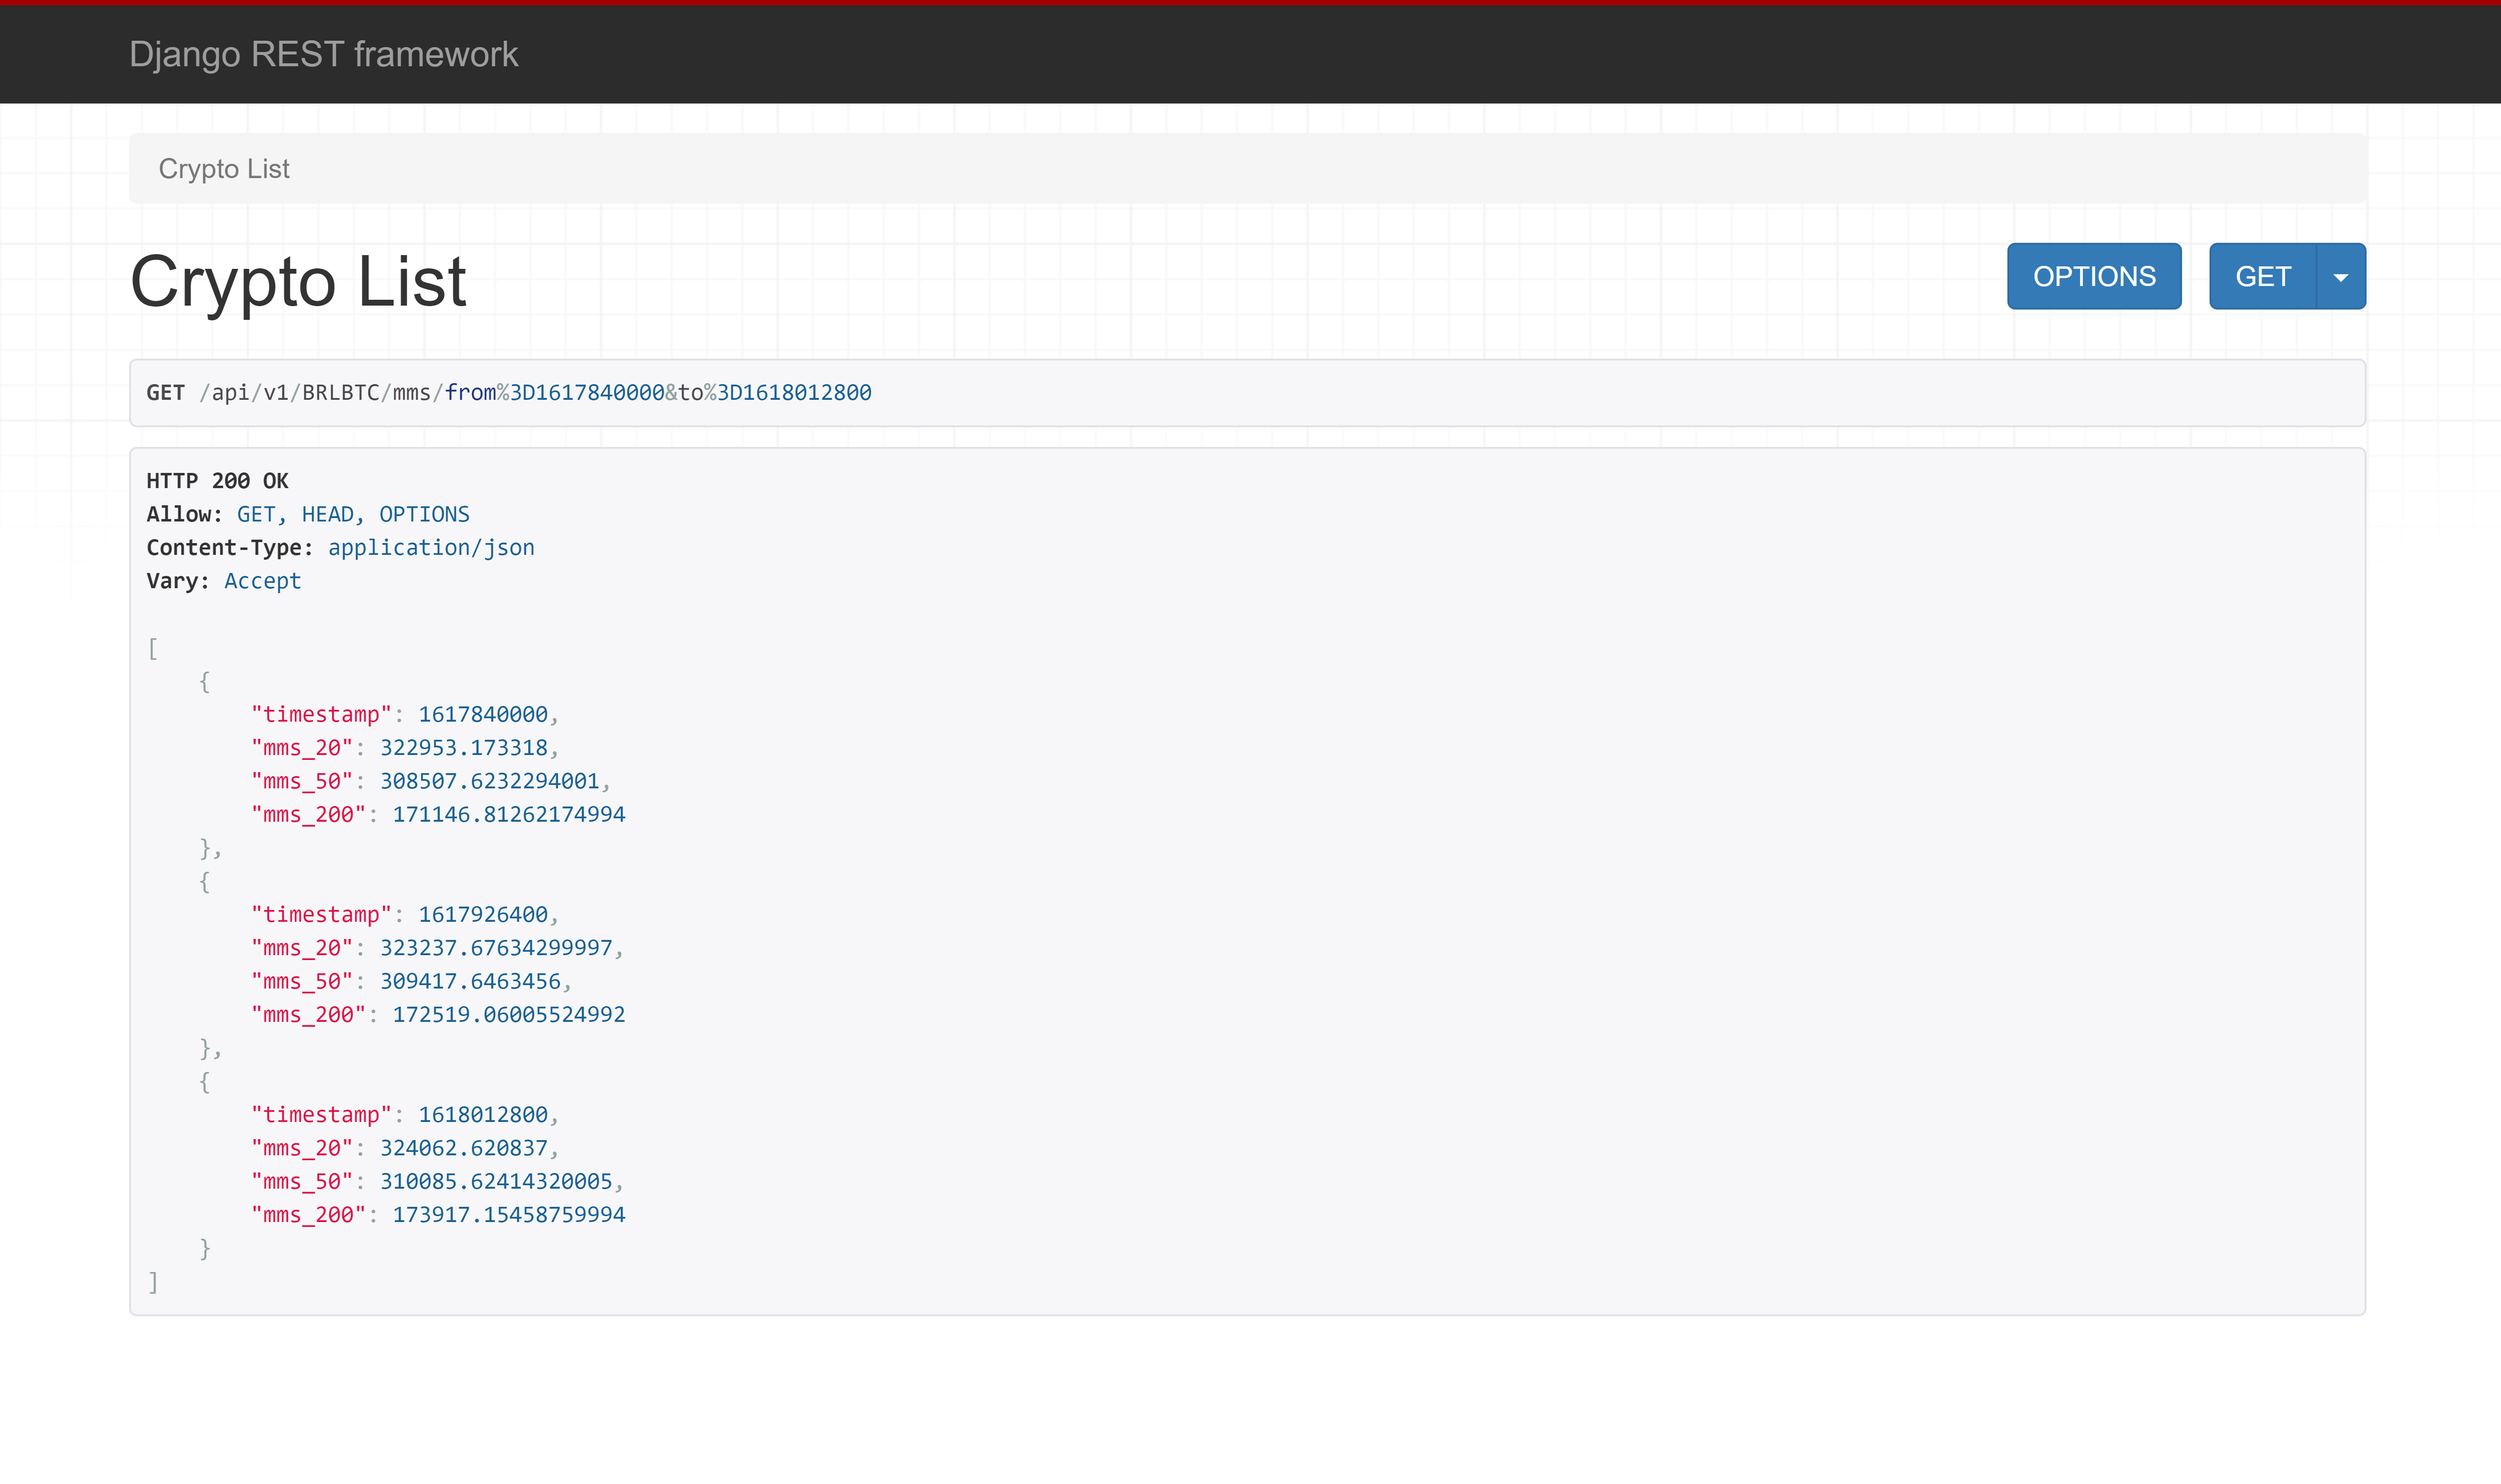 Django REST framework
Crypto List
Crypto List
OPTIONS
GET
GET /api/v1/BRLBTC/mms/from%3D1617840000&to%3D1618012800
HTTP 200 OK
Allow: GET, HEAD, OPTIONS
Content-Type: application/json
Vary: Accept
[
    {
        "timestamp": 1617840000,
        "mms_20": 322953.173318,
        "mms_50": 308507.6232294001,
        "mms_200": 171146.81262174994
    },
    {
        "timestamp": 1617926400,
        "mms_20": 323237.67634299997,
        "mms_50": 309417.6463456,
        "mms_200": 172519.06005524992
    },
    {
        "timestamp": 1618012800,
        "mms_20": 324062.620837,
        "mms_50": 310085.62414320005,
        "mms_200": 173917.15458759994
    }
]